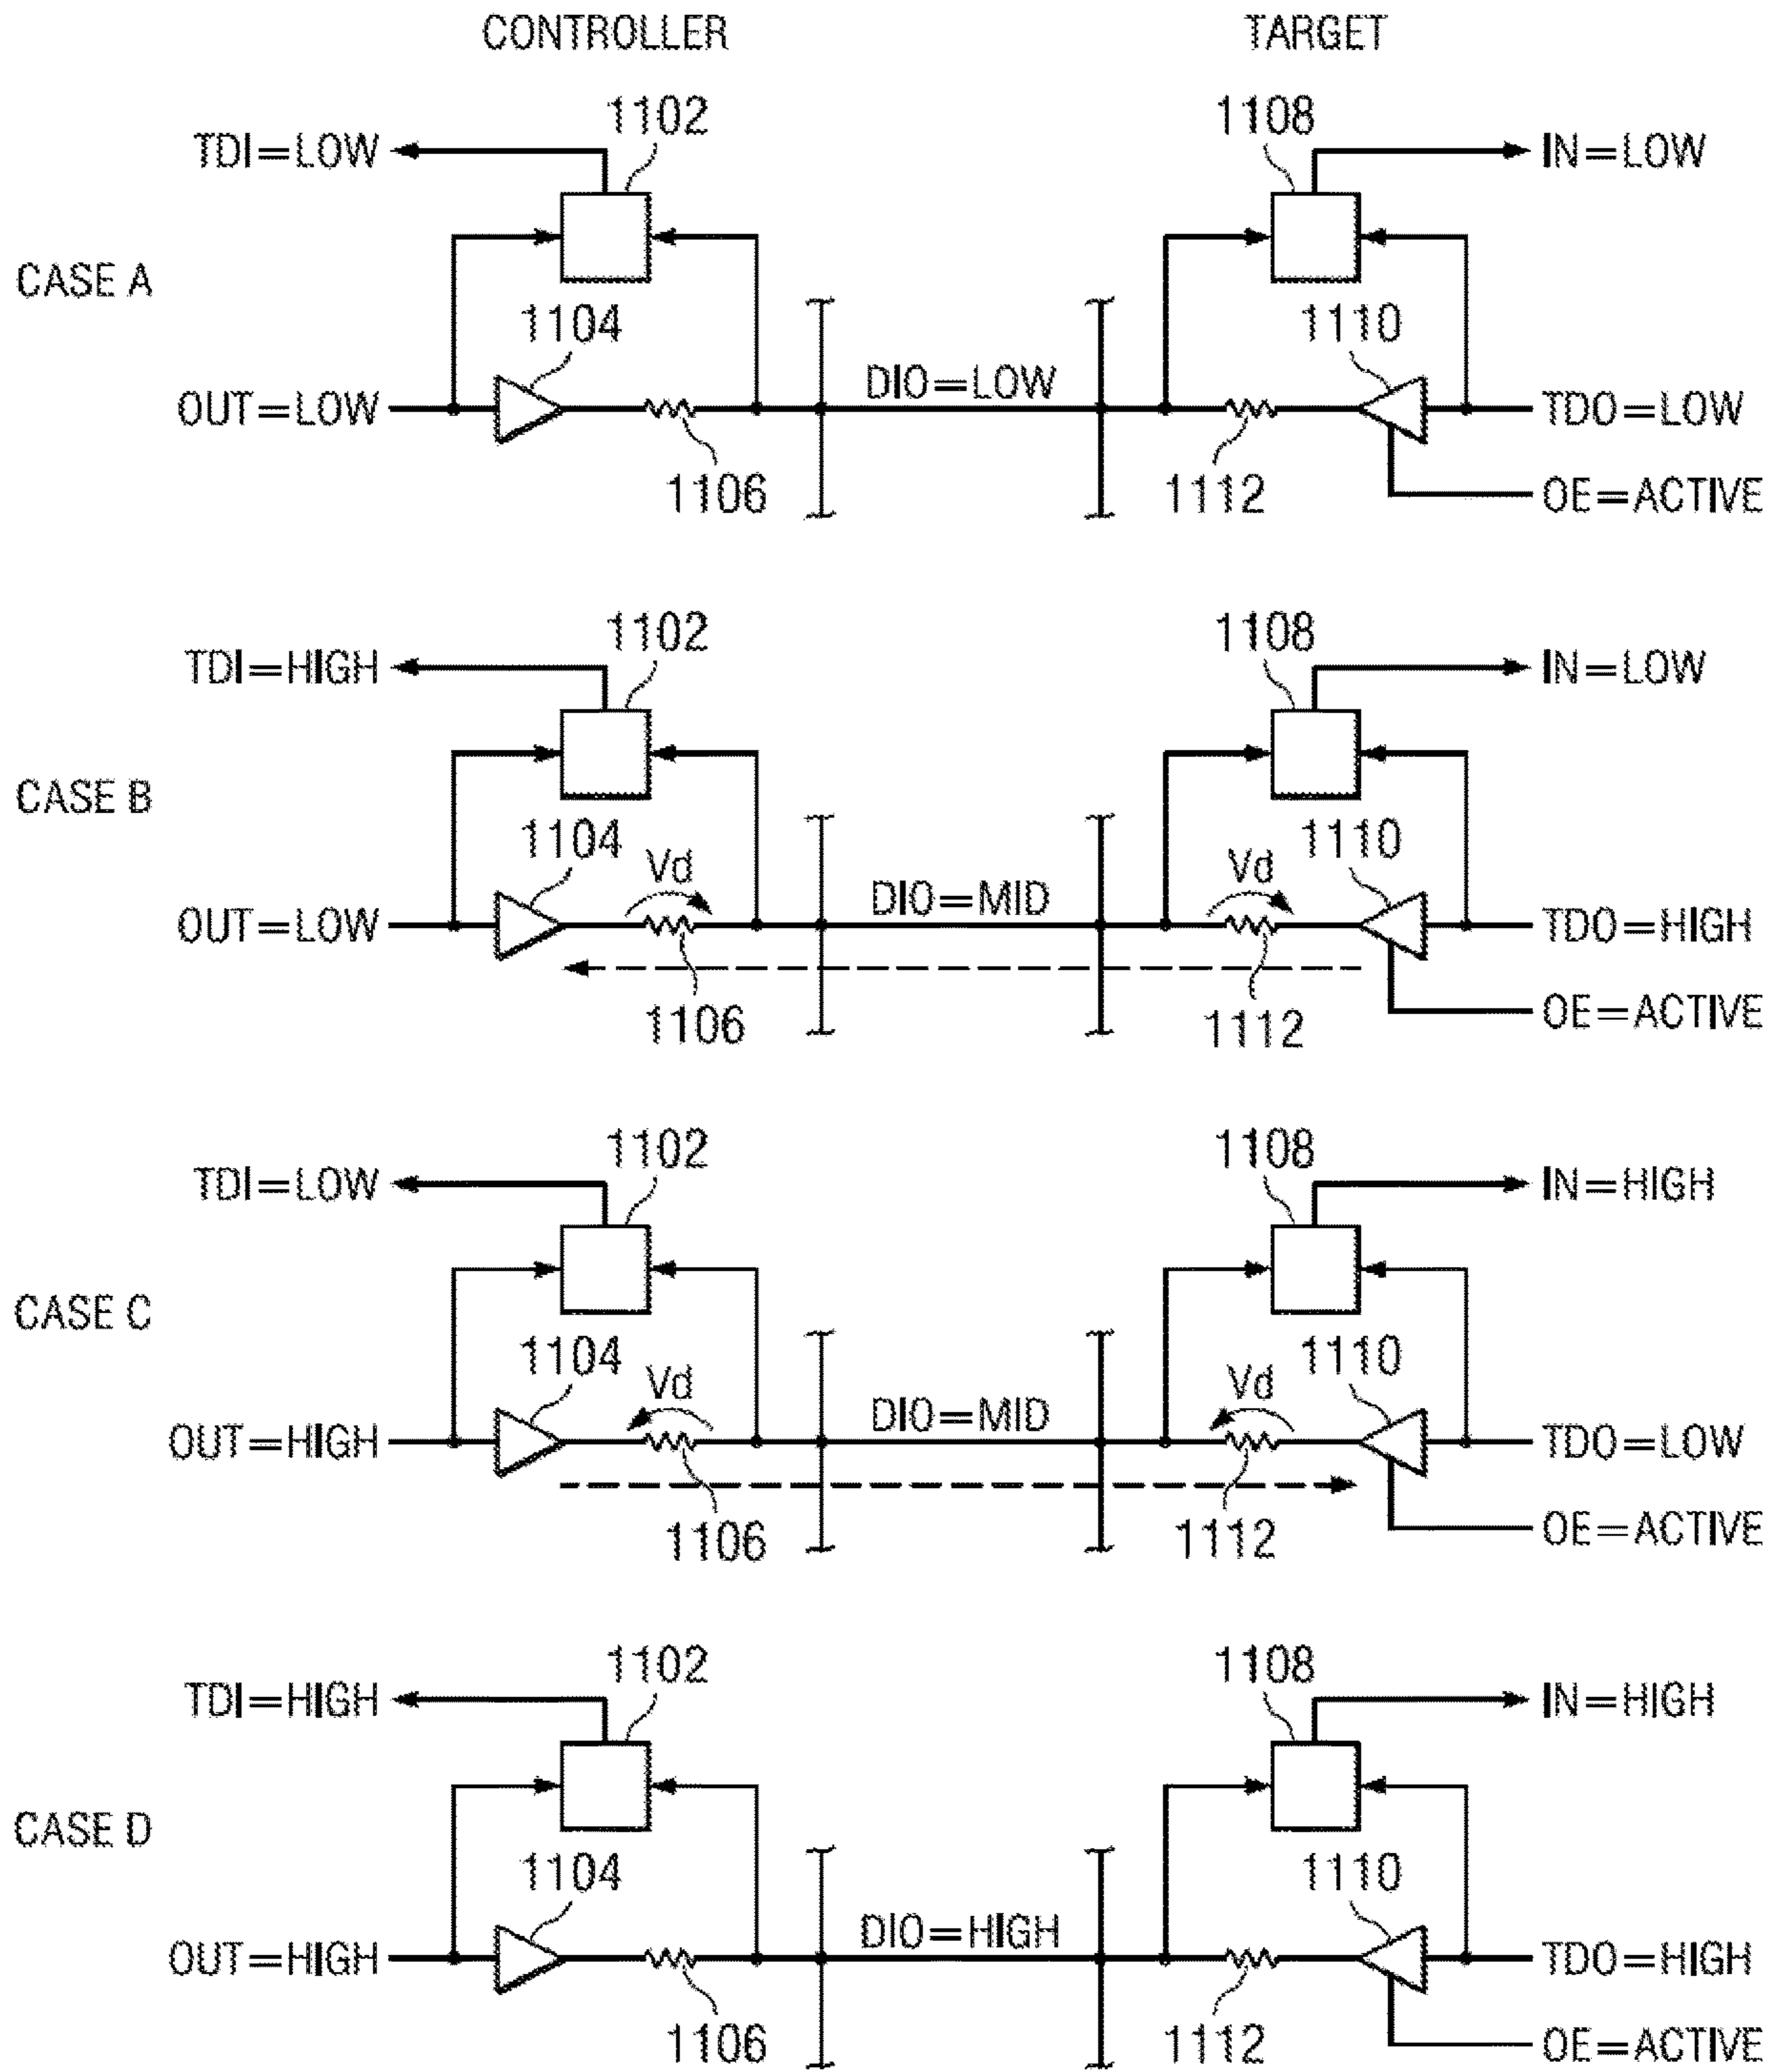 CONTROLLER TARGET
1102 1108
TDI=LOW IN=LOW
CASE A
1104 1110
DIO=LOW
OUT=LOW TDO=LOW
1106 1112 OE=ACTIVE
1102 1108
TDI=HIGH IN=LOW
CASE B
1104 1110
Vd Vd
DIO=MID
OUT=LOW TDO=HIGH
1106 1112 OE=ACTIVE
1102 1108
TDI=LOW IN=HIGH
CASE C
1104 1110
Vd Vd
DIO=MID
OUT=HIGH TDO=LOW
1106 1112 OE=ACTIVE
1102 1108
TDI=HIGH IN=HIGH
CASE D
1104 1110
DIO=HIGH
OUT=HIGH TDO=HIGH
1106 1112 OE=ACTIVE